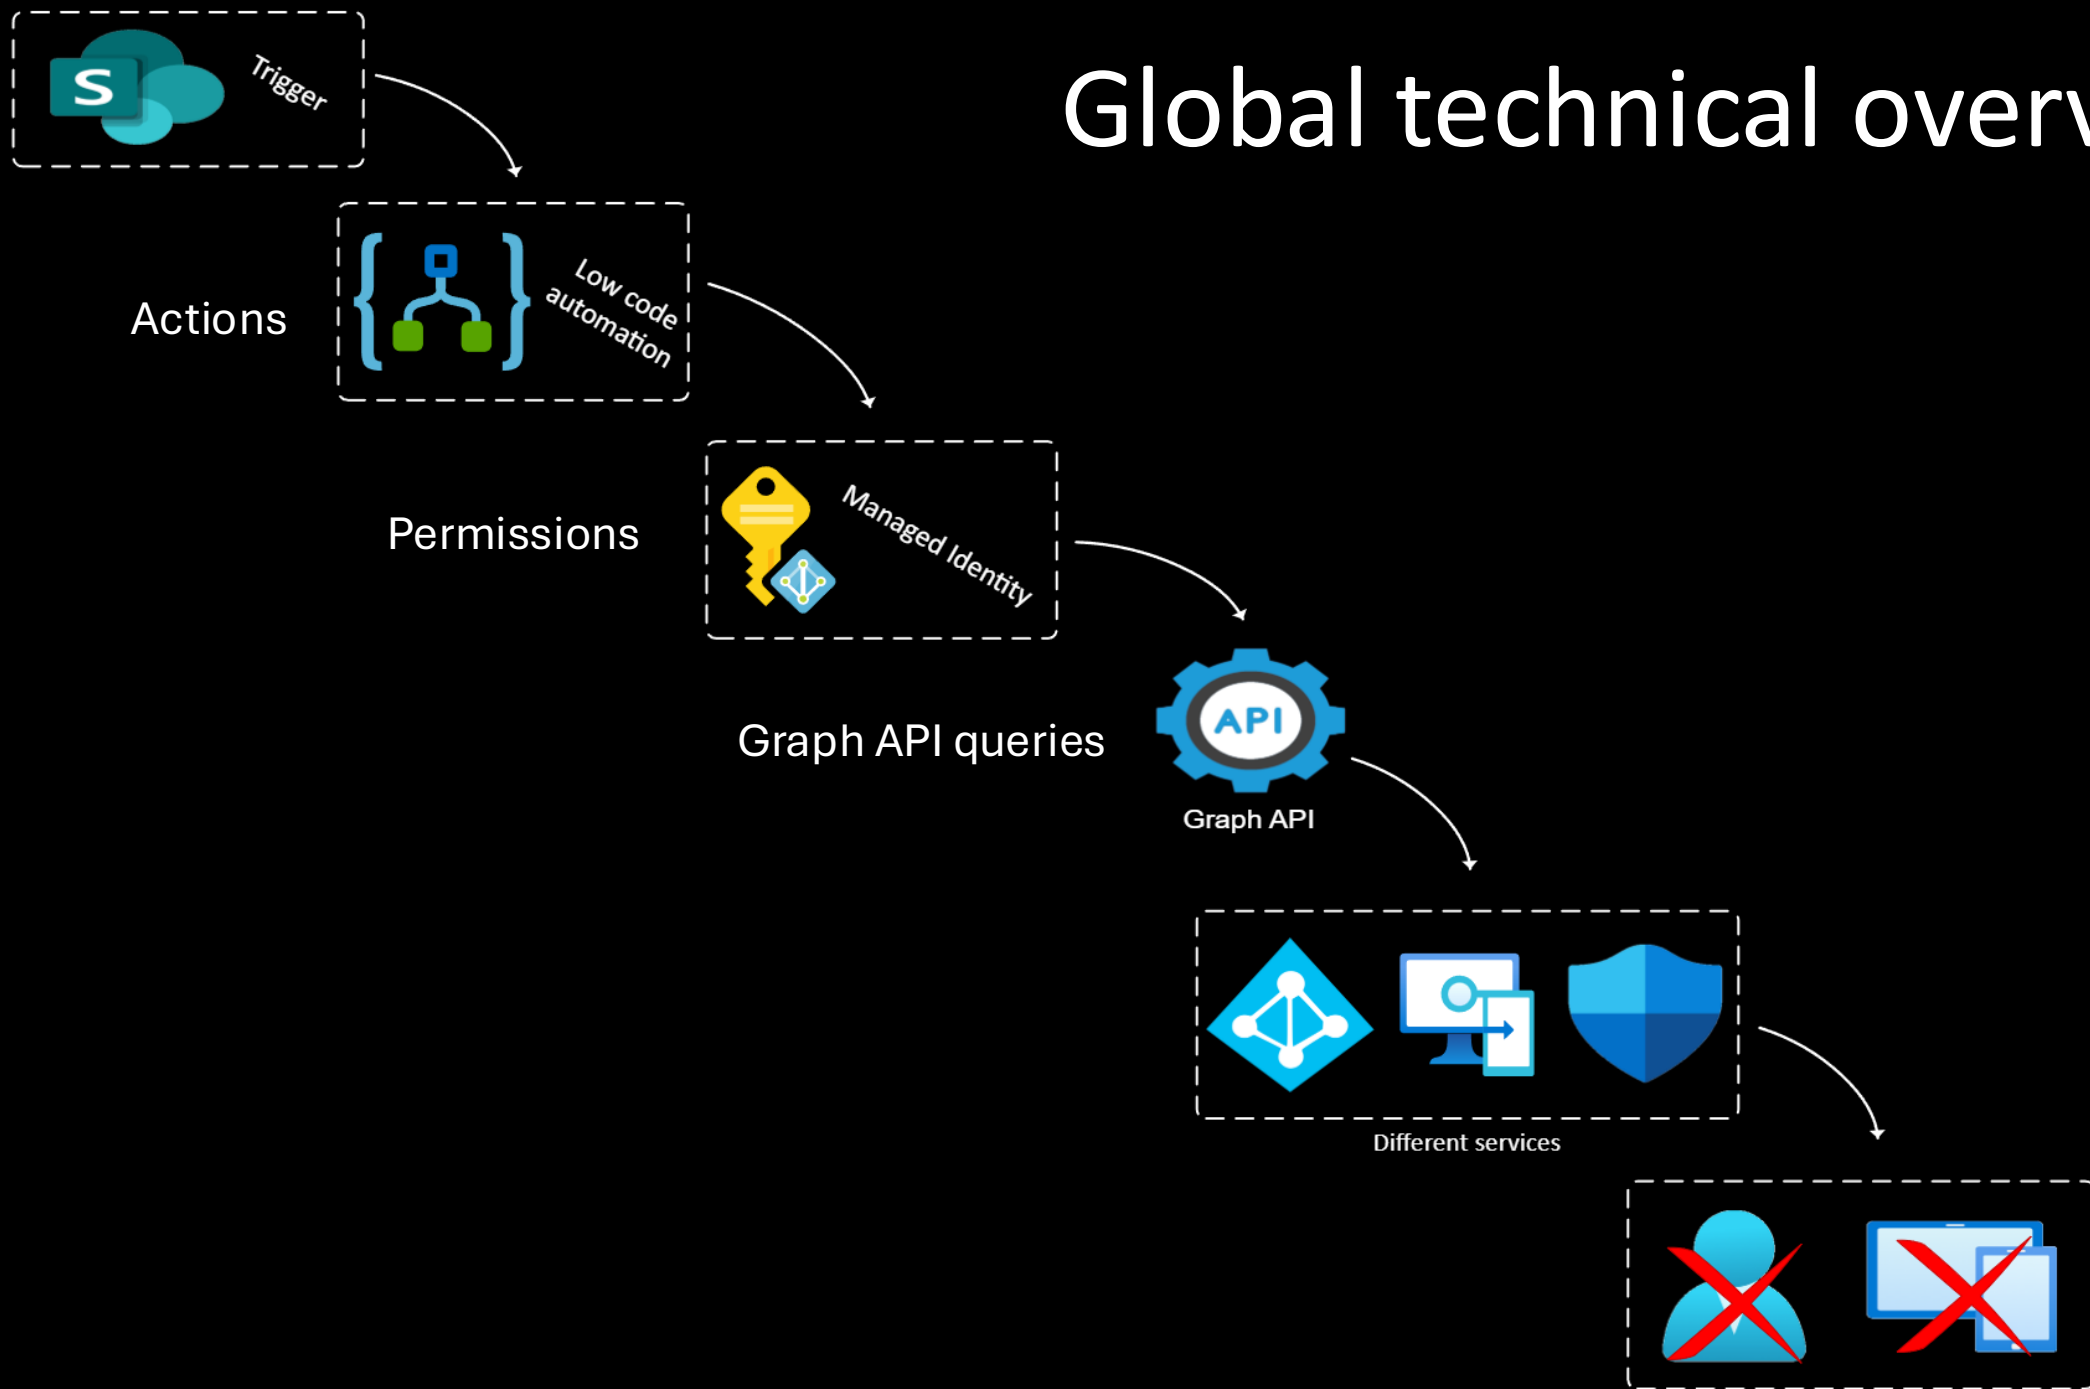 S
Trigger
Global technical overv
Actions
Low code
automation
Permissions
Managed Identity
Graph API queries
API
Graph API
Different services